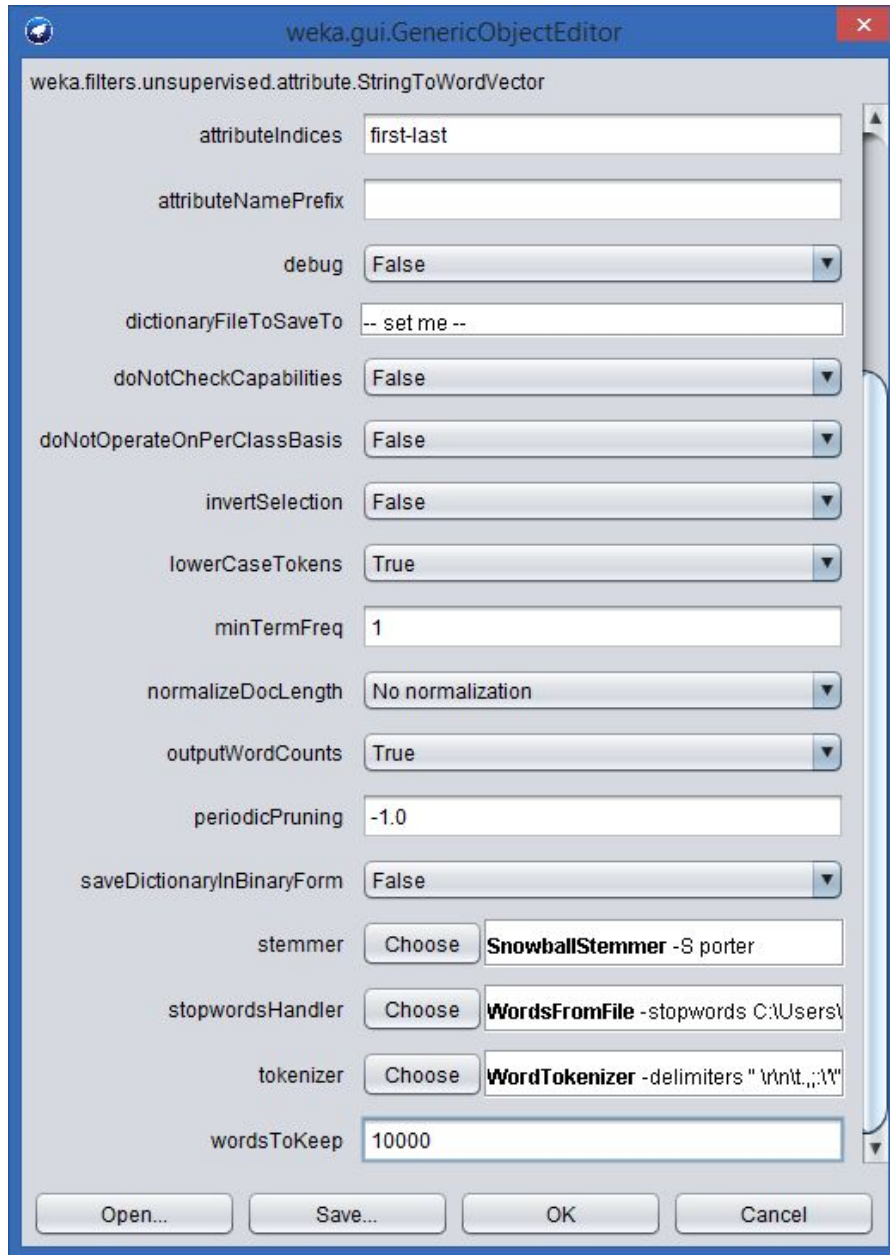 weka.gui.GenericObjectEditor
weka.filters.unsupervised.attribute.StringToWordVector
attributeIndices first-last
attributeNamePrefix
debug False
dictionaryFileToSaveTo -- set me --
doNotCheckCapabilities False
doNotOperateOnPerClassBasis False
invertSelection False
lowerCaseTokens True
minTermFreq 1
normalizeDocLength No normalization
outputWordCounts True
periodicPruning -1.0
saveDictionaryInBinaryForm False
stemmer Choose SnowballStemmer -S porter
stopwordsHandler Choose WordsFromFile -stopwords C:\Users\
tokenizer Choose WordTokenizer -delimiters " \r\n\t.,;:\'\"
wordsToKeep 10000
Open... Save... OK Cancel